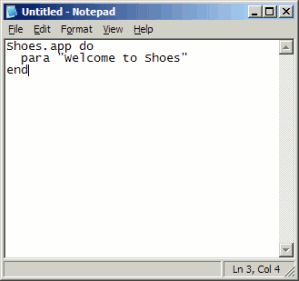 Untitled - Notepad
File Edit Format View Help
Shoes.app do
  para "Welcome to Shoes"
end
Ln 3, Col 4